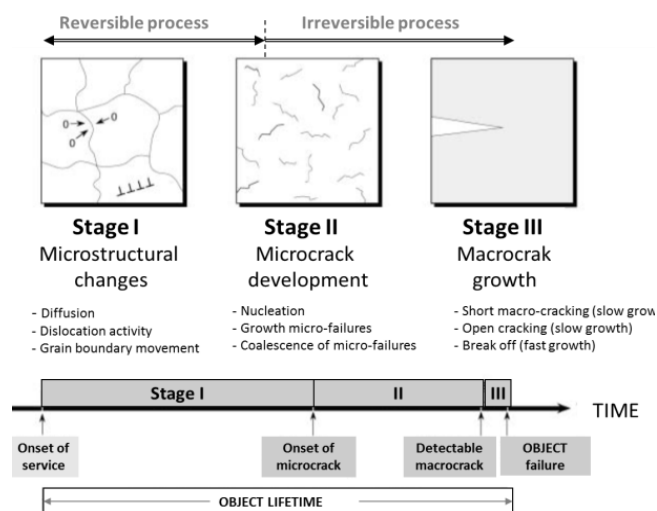 Reversible process
Irreversible process
0
0
0
Stage I
Microstructural
changes
- Diffusion
- Dislocation activity
- Grain boundary movement
Stage II
Microcrack
development
- Nucleation
- Growth micro-failures
- Coalescence of micro-failures
Stage III
Macrocrak
growth
- Short macro-cracking (slow grow
- Open cracking (slow growth)
- Break off (fast growth)
Stage I
II
III
TIME
Onset of
service
Onset of
microcrack
Detectable
macrocrack
OBJECT
failure
OBJECT LIFETIME